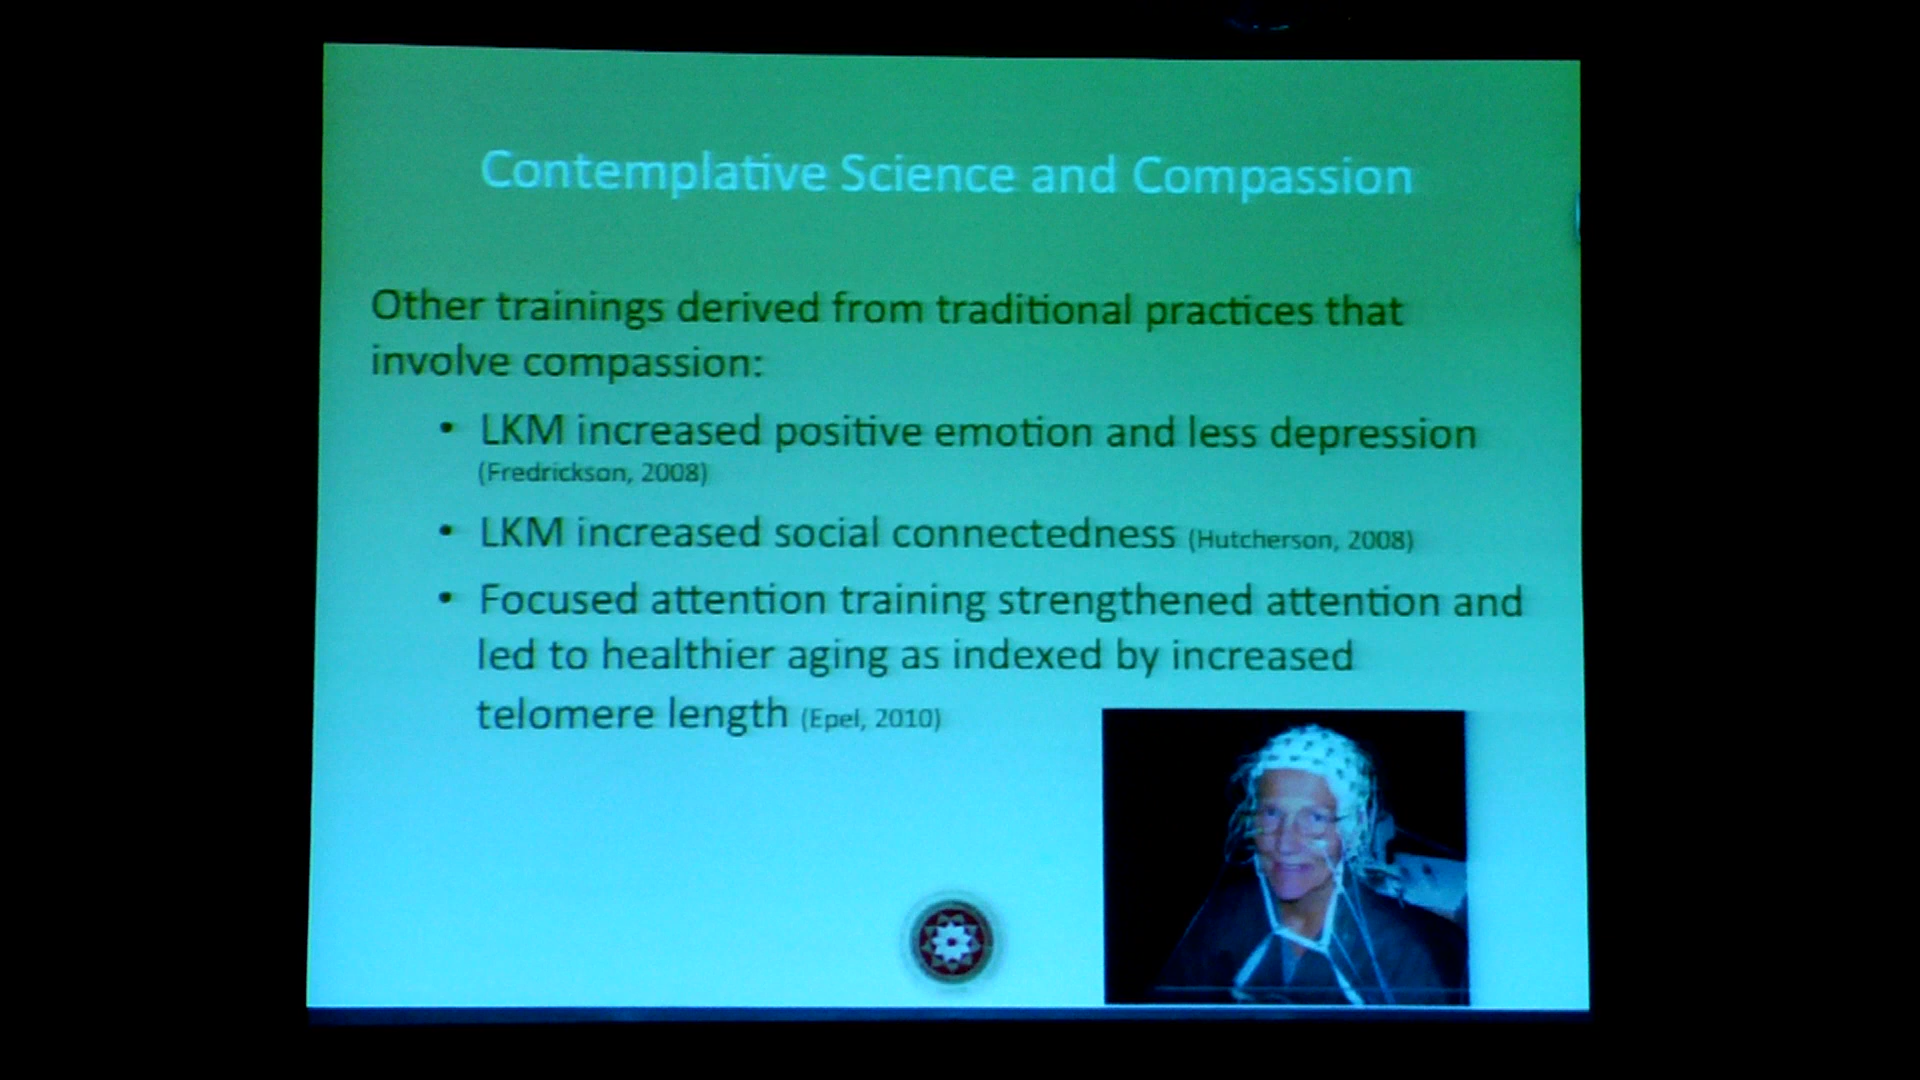 Contemplative Science and Compassion
Other trainings derived from traditional practices that
involve compassion:
• LKM increased positive emotion and less depression
(Fredrickson, 2008)
• LKM increased social connectedness (Hutcherson, 2008)
• Focused attention training strengthened attention and
led to healthier aging as indexed by increased
telomere length (Epel, 2010)